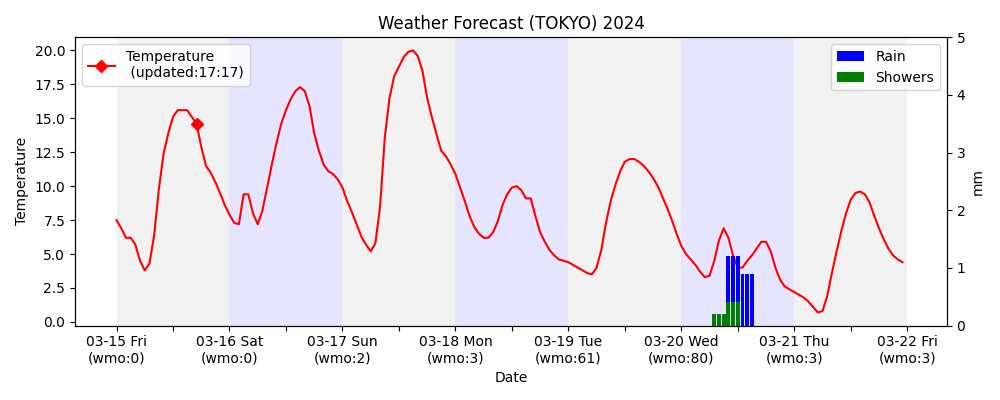 Weather Forecast (TOKYO) 2024
Temperature
(updated:17:17)
Rain
Showers
Temperature
20.0
17.5
15.0
12.5
10.0
7.5
5.0
2.5
0.0
5
4
3
2
1
0
mm
03-15 Fri
(wmo:0)
03-16 Sat
(wmo:0)
03-17 Sun
(wmo:2)
03-18 Mon
(wmo:3)
03-19 Tue
(wmo:61)
03-20 Wed
(wmo:80)
03-21 Thu
(wmo:3)
03-22 Fri
(wmo:3)
Date